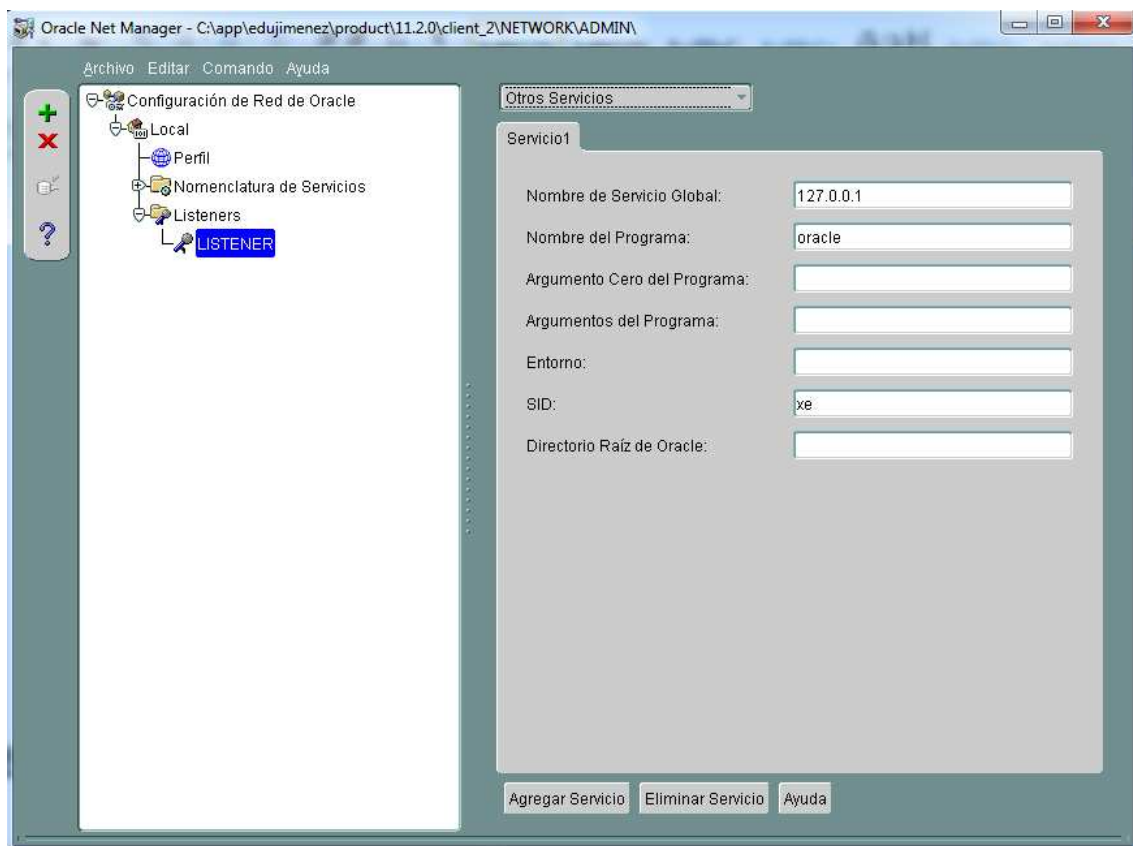 Oracle Net Manager - C:\app\edujimenez\product\11.2.0\client_2\NETWORK\ADMIN\
Archivo Editar Comando Ayuda
Configuración de Red de Oracle
Local
Perfil
Nomenclatura de Servicios
Listeners
LISTENER
Otros Servicios
Servicio1
Nombre de Servicio Global: 127.0.0.1
Nombre del Programa: oracle
Argumento Cero del Programa:
Argumentos del Programa:
Entorno:
SID: xe
Directorio Raíz de Oracle:
Agregar Servicio Eliminar Servicio Ayuda